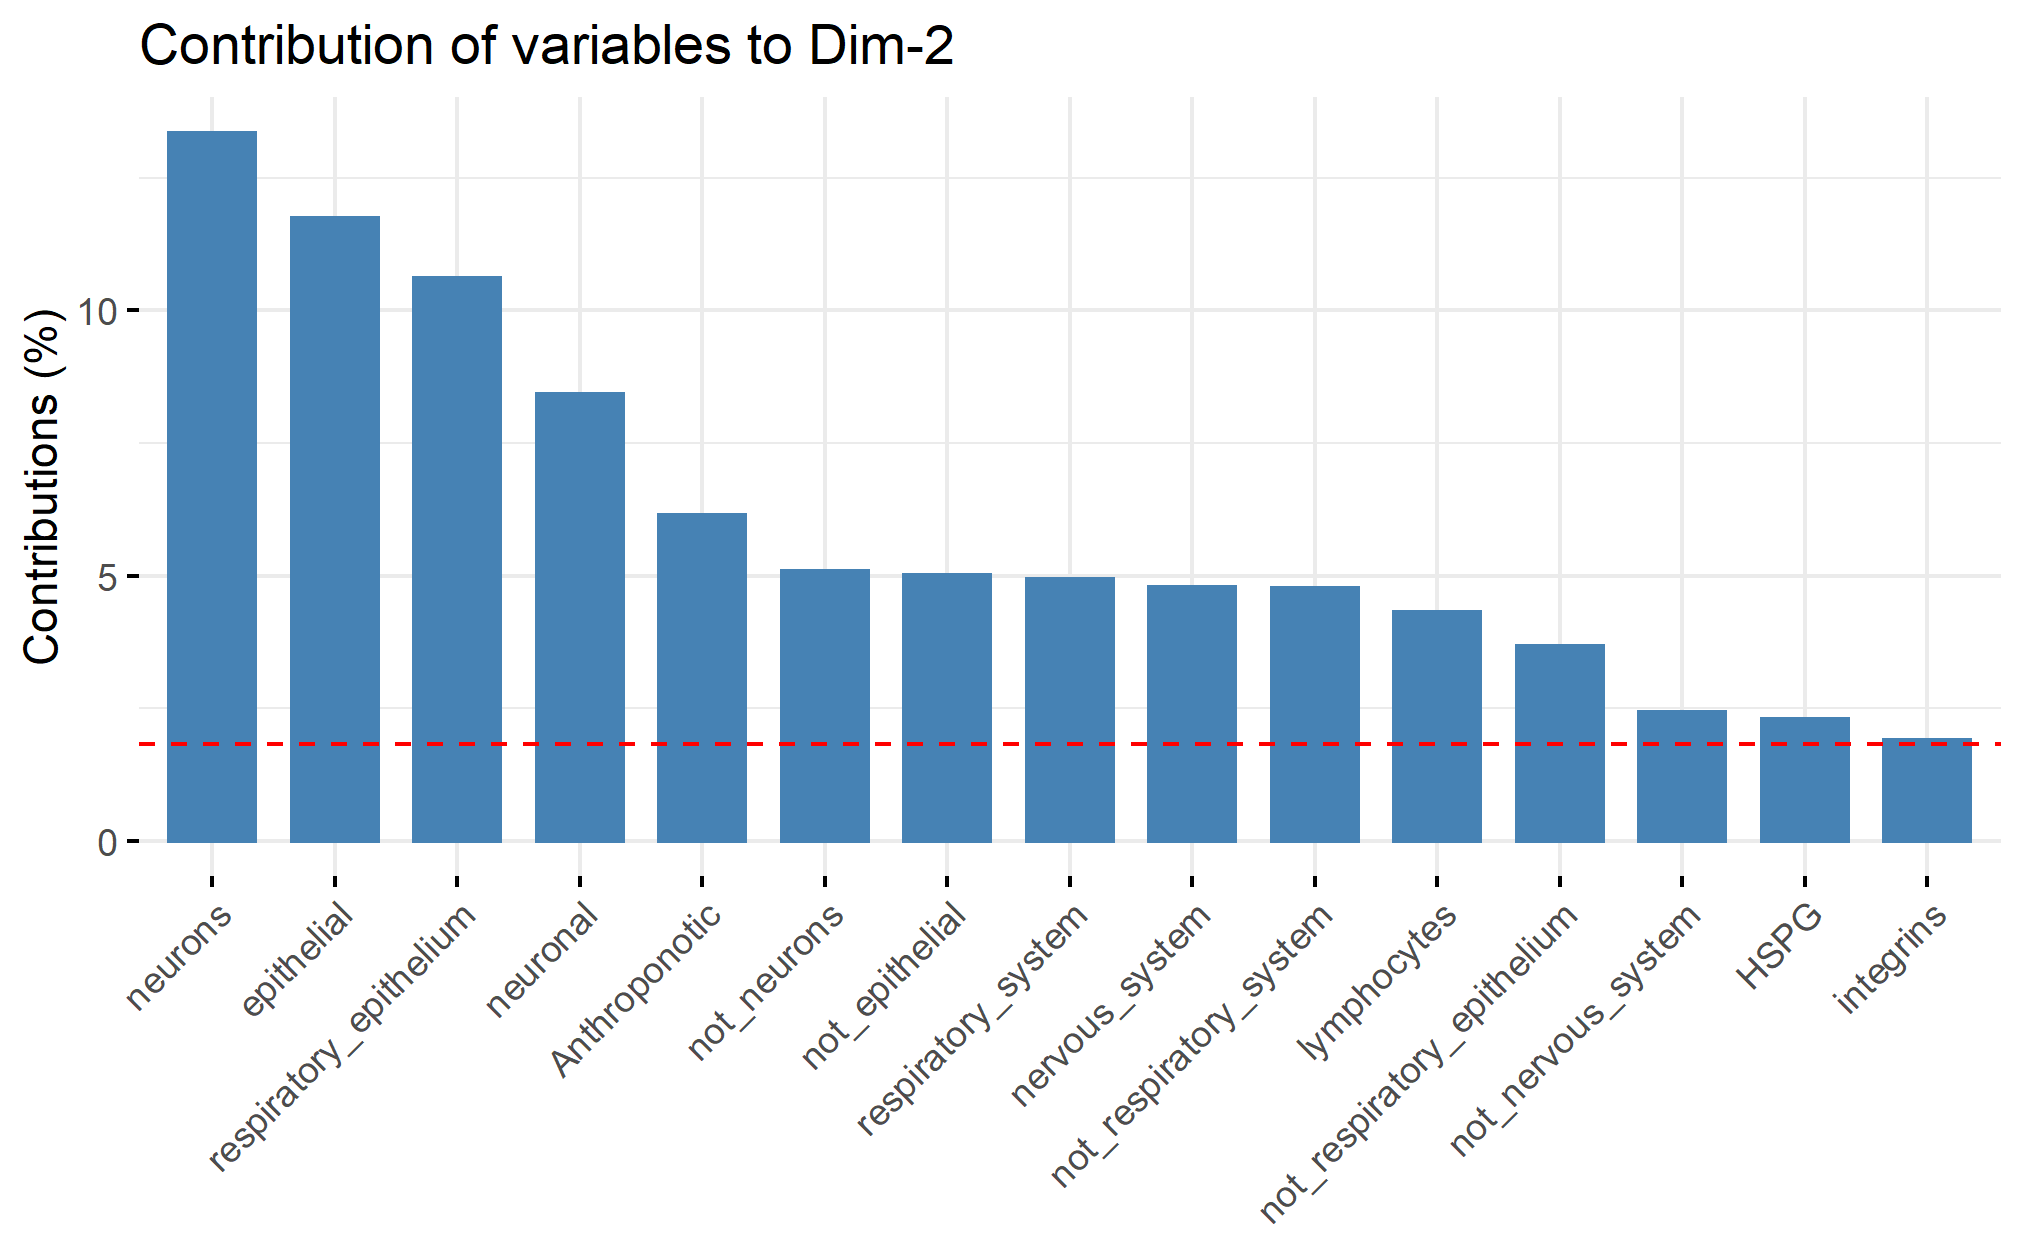 Contribution of variables to Dim-2
Contributions (%)
10
5
0
neurons
epithelial
respiratory_epithelium
neuronal
Anthroponotic
not_neurons
not_epithelial
respiratory_system
nervous_system
not_respiratory_system
lymphocytes
not_respiratory_epithelium
not_nervous_system
HSPG
integrins